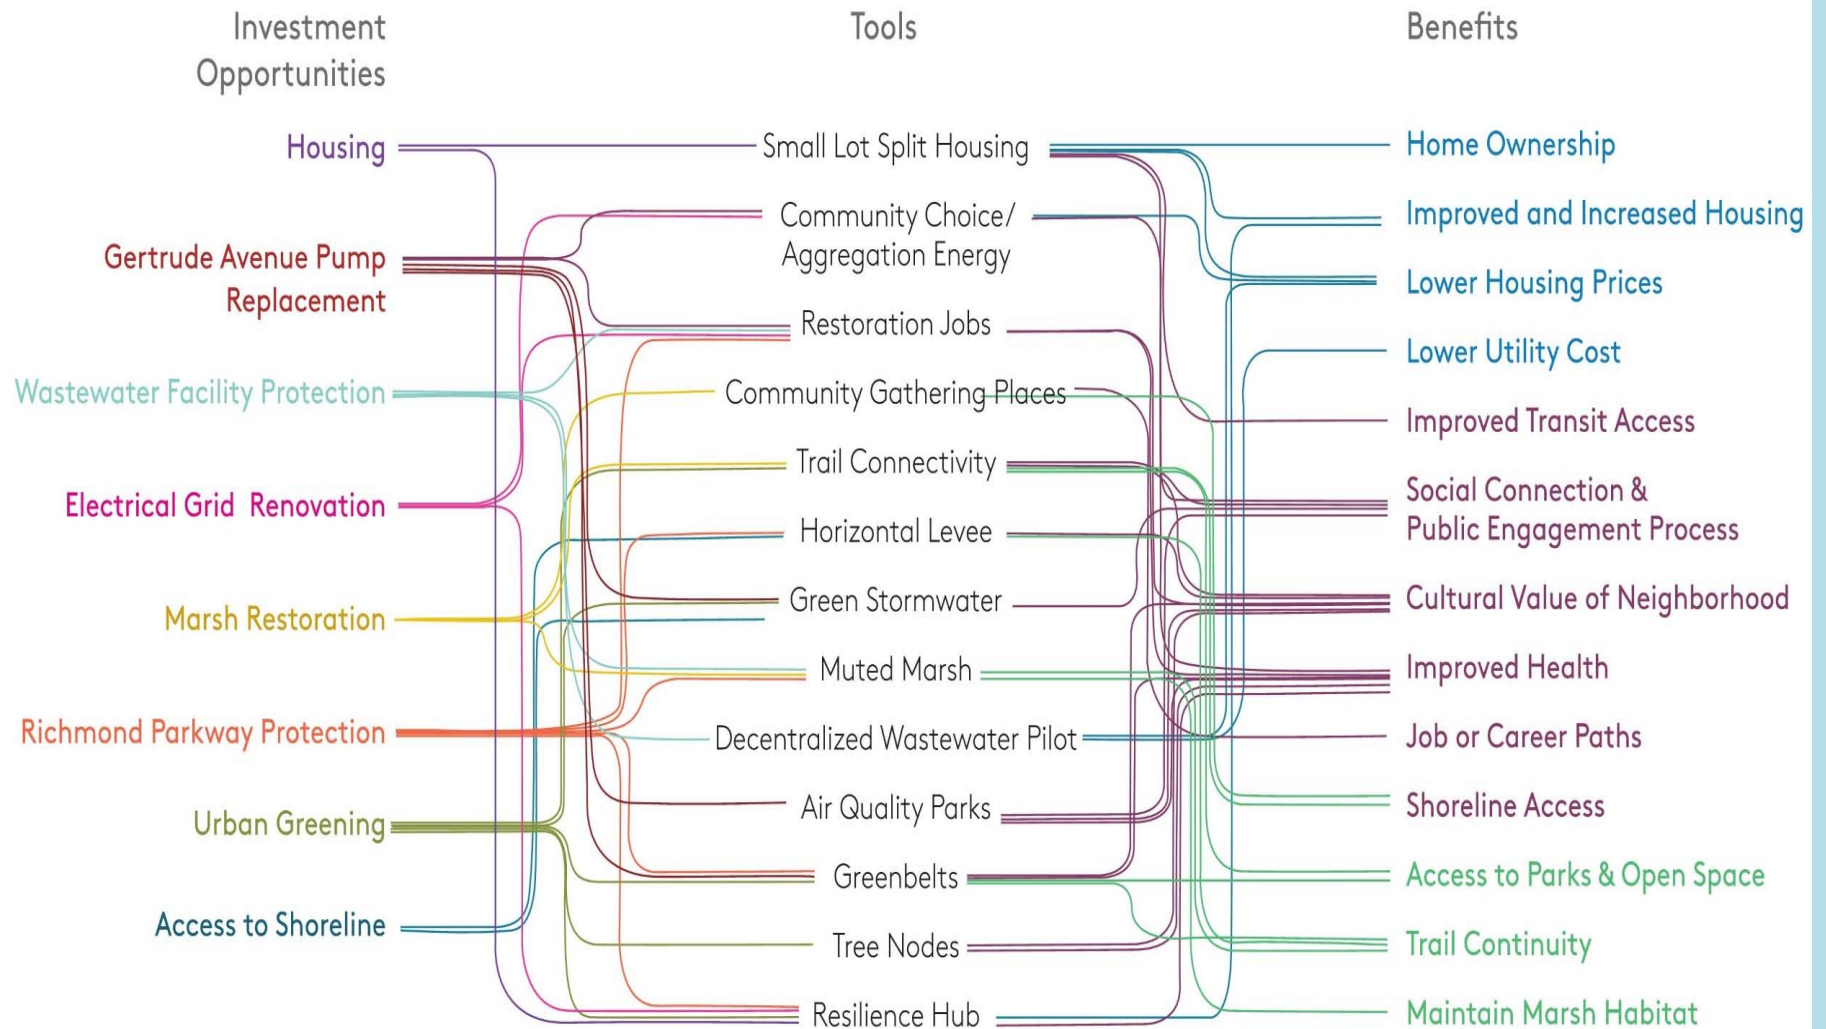 Investment
Opportunities
Tools
Benefits
Housing
Gertrude Avenue Pump
Replacement
Wastewater Facility Protection
Electrical Grid Renovation
Marsh Restoration
Richmond Parkway Protection
Urban Greening
Access to Shoreline
Small Lot Split Housing
Community Choice/
Aggregation Energy
Restoration Jobs
Community Gathering Places
Trail Connectivity
Horizontal Levee
Green Stormwater
Muted Marsh
Decentralized Wastewater Pilot
Air Quality Parks
Greenbelts
Tree Nodes
Resilience Hub
Home Ownership
Improved and Increased Housing
Lower Housing Prices
Lower Utility Cost
Improved Transit Access
Social Connection &
Public Engagement Process
Cultural Value of Neighborhood
Improved Health
Job or Career Paths
Shoreline Access
Access to Parks & Open Space
Trail Continuity
Maintain Marsh Habitat